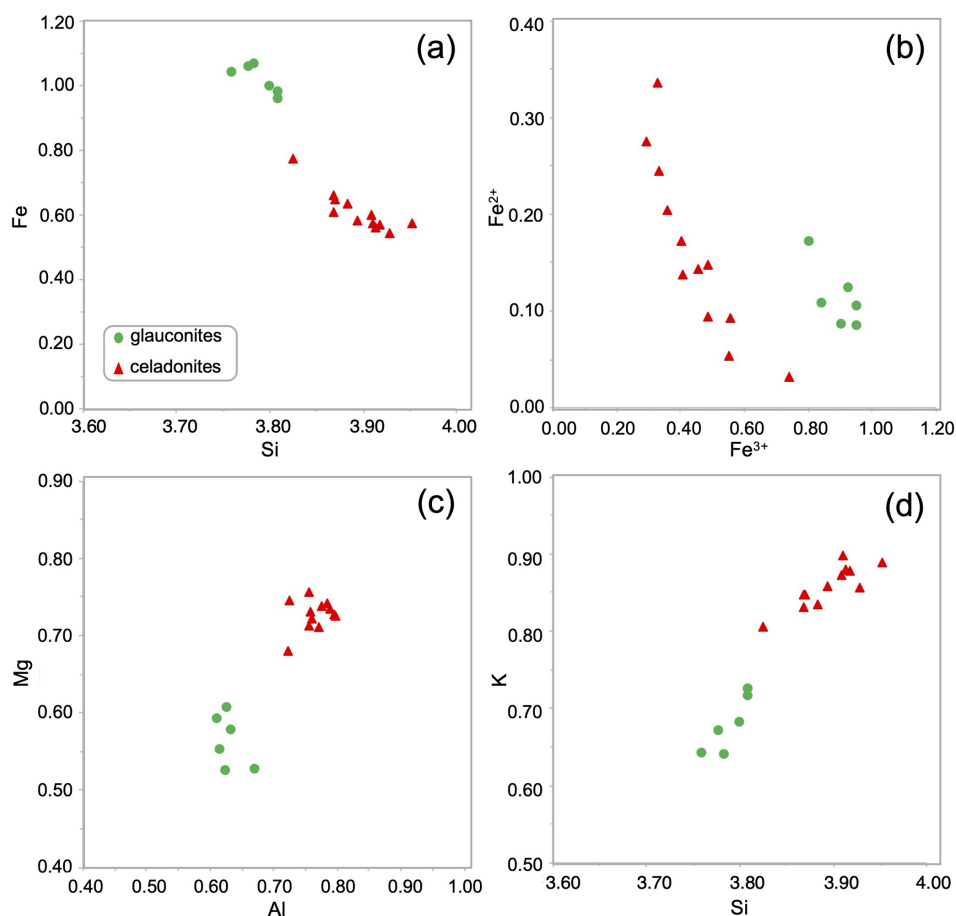 (a)
1.20
1.00
0.80
0.60
0.40
0.20
0.00
Fe
glauconites
celadonites
3.60 3.70 3.80 3.90 4.00
Si
(b)
0.40
0.30
0.20
0.10
0.00
Fe²⁺
0.00 0.20 0.40 0.60 0.80 1.00 1.20
Fe³⁺
(c)
0.90
0.80
0.70
0.60
0.50
0.40
Mg
0.40 0.50 0.60 0.70 0.80 0.90 1.00
Al
(d)
1.00
0.90
0.80
0.70
0.60
0.50
K
3.60 3.70 3.80 3.90 4.00
Si